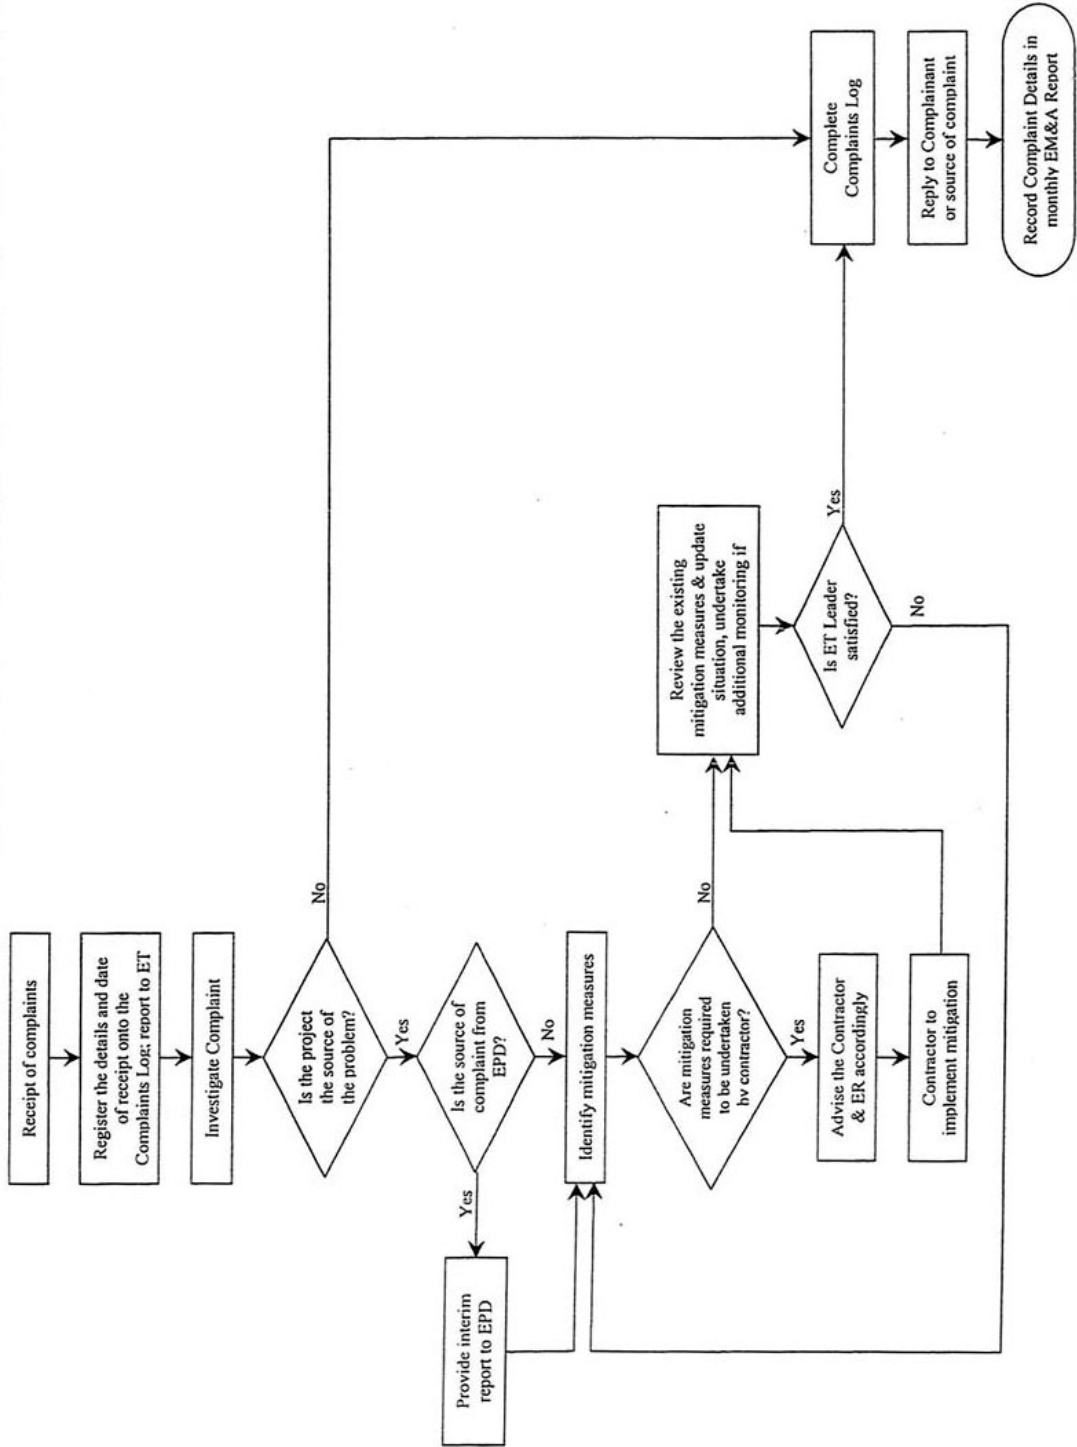 Receipt of complaints
Register the details and date
of receipt onto the
Complaints Log; report to ET
Investigate Complaint
Is the project
the source of
the problem?
No
Yes
Is the source of
complaint from
EPD?
Yes
No
Provide interim
report to EPD
Identify mitigation measures
Are mitigation
measures required
to be undertaken
by contractor?
No
Yes
Advise the Contractor
& ER accordingly
Contractor to
implement mitigation
Review the existing
mitigation measures & update
situation, undertake
additional monitoring if
Is ET Leader
satisfied?
Yes
No
Complete
Complaints Log
Reply to Complainant
or source of complaint
Record Complaint Details in
monthly EM&A Report